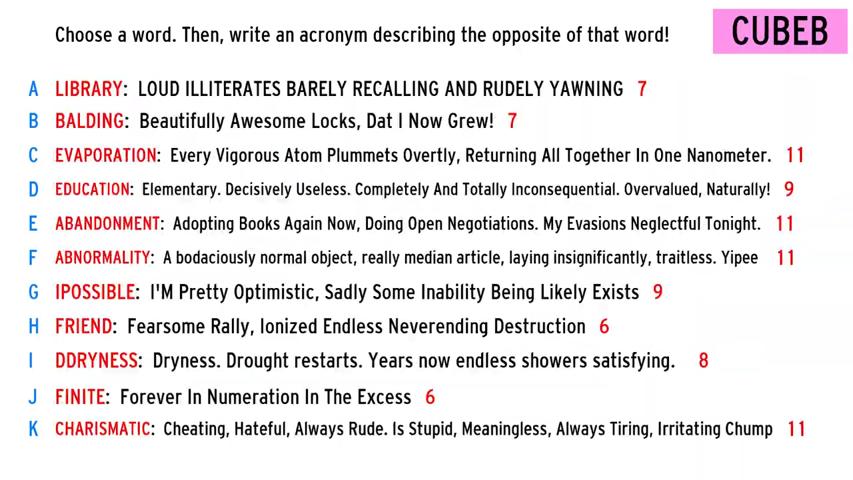 Choose a word. Then, write an acronym describing the opposite of that word!
CUBEB
A LIBRARY: LOUD ILLITERATES BARELY RECALLING AND RUDELY YAWNING 7
B BALDING: Beautifully Awesome Locks, Dat I Now Grew! 7
C EVAPORATION: Every Vigorous Atom Plummets Overtly, Returning All Together In One Nanometer. 11
D EDUCATION: Elementary. Decisively Useless. Completely And Totally Inconsequential. Overvalued, Naturally! 9
E ABANDONMENT: Adopting Books Again Now, Doing Open Negotiations. My Evasions Neglectful Tonight. 11
F ABNORMALITY: A bodaciously normal object, really median article, laying insignificantly, traitless. Yipee 11
G IPOSSIBLE: I'M Pretty Optimistic, Sadly Some Inability Being Likely Exists 9
H FRIEND: Fearsome Rally, Ionized Endless Neverending Destruction 6
I DDRYNESS: Dryness. Drought restarts. Years now endless showers satisfying. 8
J FINITE: Forever In Numeration In The Excess 6
K CHARISMATIC: Cheating, Hateful, Always Rude. Is Stupid, Meaningless, Always Tiring, Irritating Chump 11